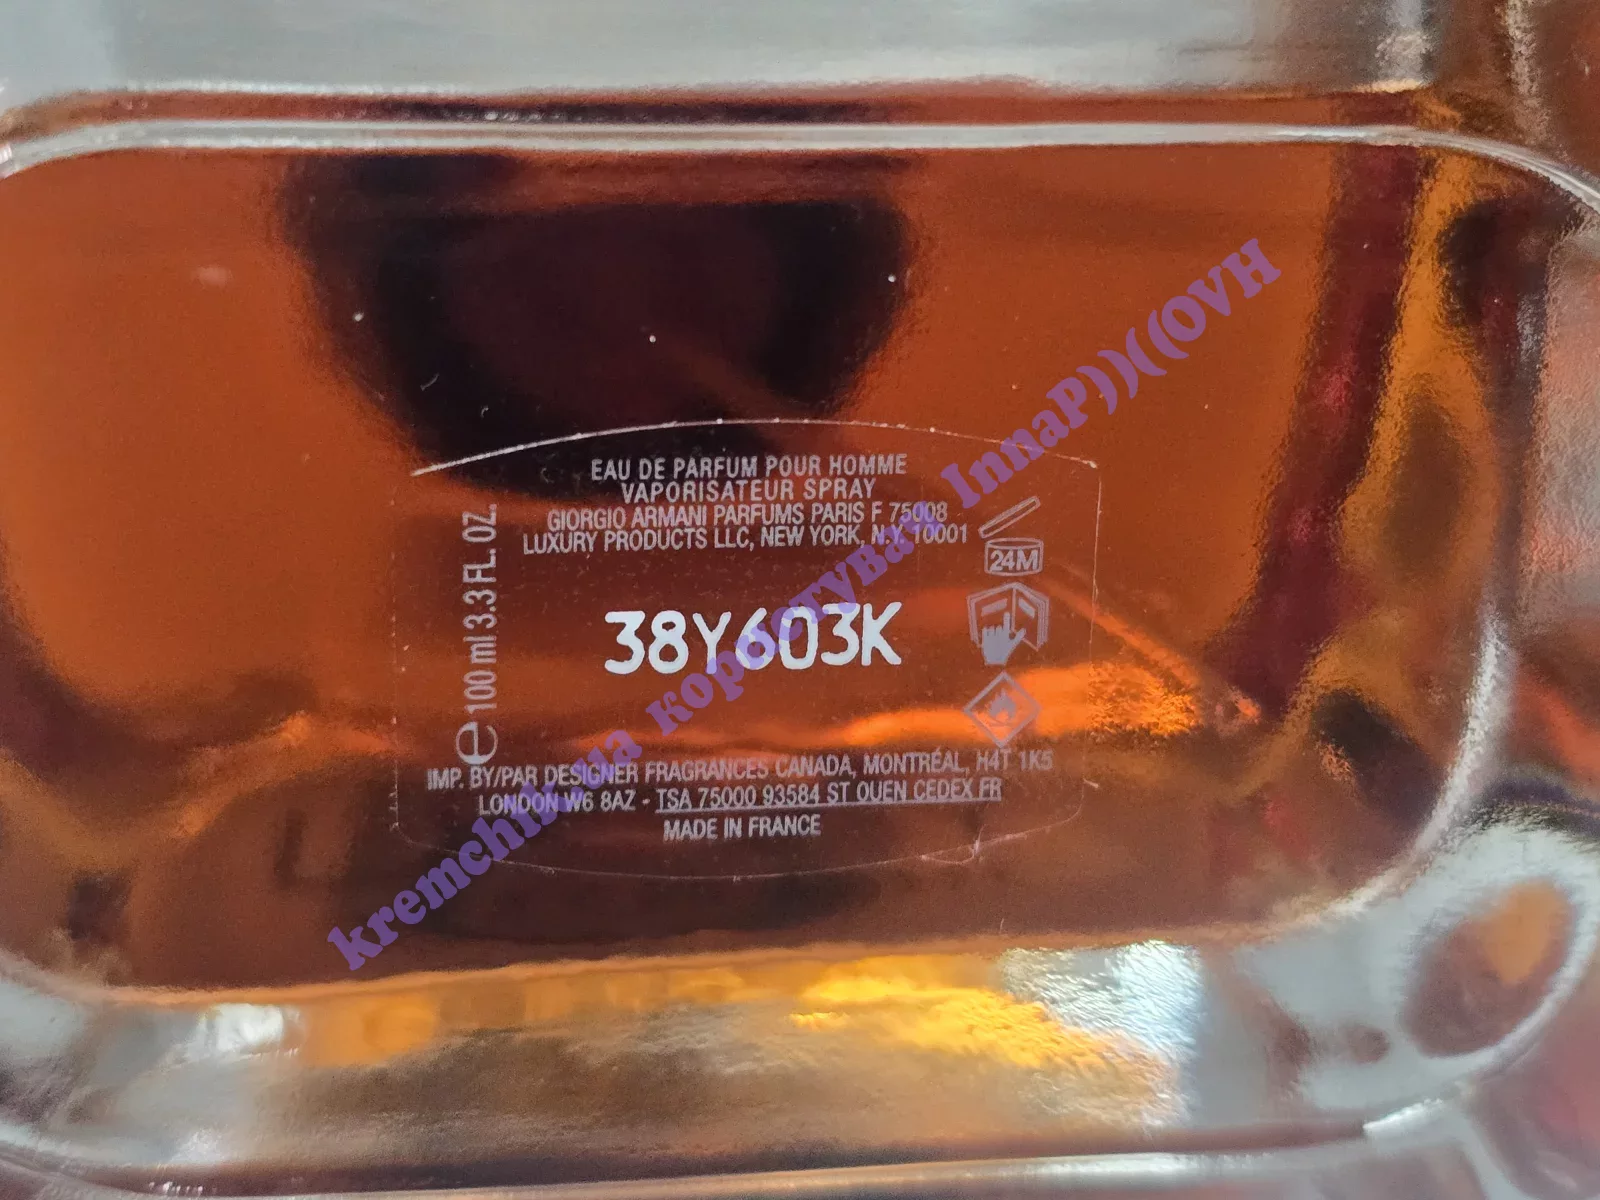 EAU DE PARFUM POUR HOMME
VAPORISATEUR SPRAY
GIORGIO ARMANI PARFUMS PARIS F 75008
LUXURY PRODUCTS LLC, NEW YORK, N.Y. 10001
24M
e 100 ml 3.3 FL. OZ.
38Y603K
IMP. BY/PAR DESIGNER FRAGRANCES CANADA, MONTRÉAL, H4T 1K5
LONDON W6 8AZ - TSA 75000 93584 ST OUEN CEDEX FR
MADE IN FRANCE
kremchik.ua користувач InnaP))((OVH